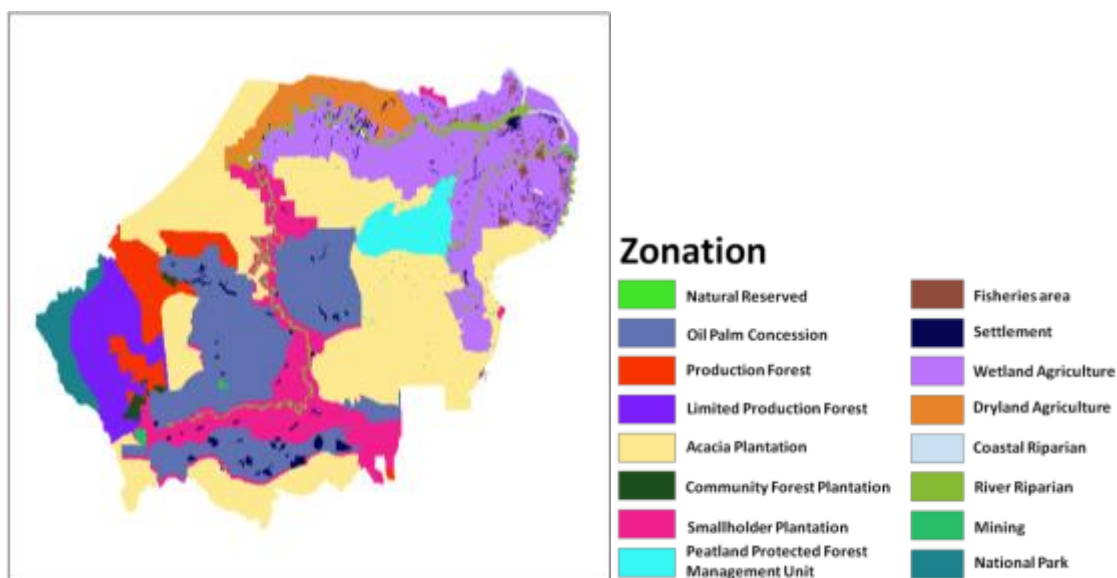 Zonation
Natural Reserved
Oil Palm Concession
Production Forest
Limited Production Forest
Acacia Plantation
Community Forest Plantation
Smallholder Plantation
Peatland Protected Forest
Management Unit
Fisheries area
Settlement
Wetland Agriculture
Dryland Agriculture
Coastal Riparian
River Riparian
Mining
National Park